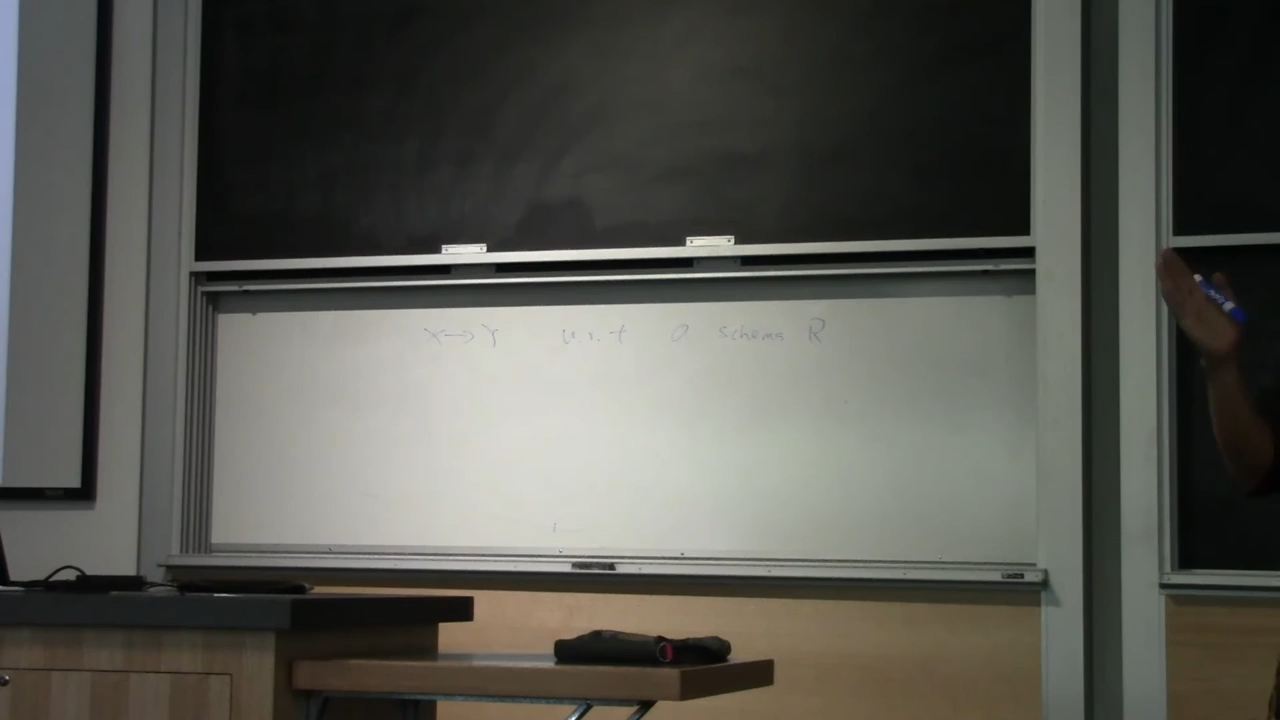 X → Y w.r.t a schema R